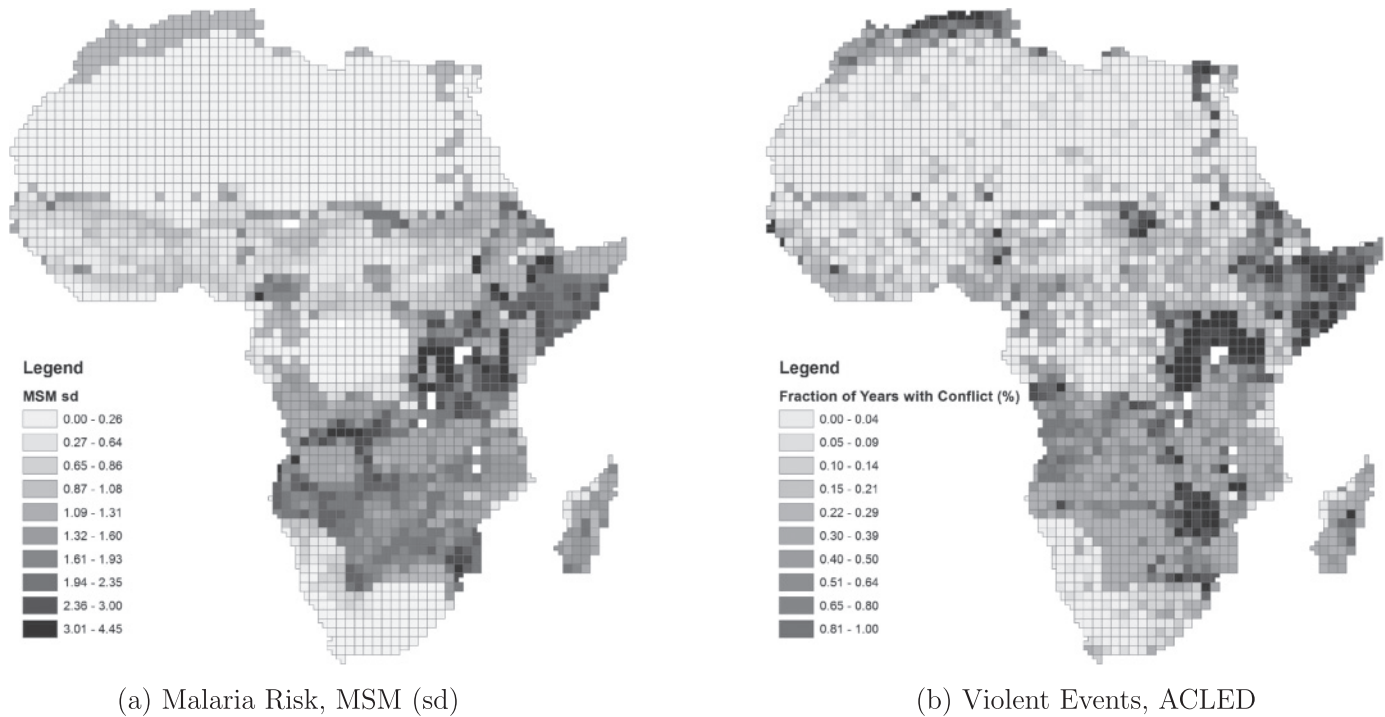 Legend
MSM sd
0.00 - 0.26
0.27 - 0.64
0.65 - 0.86
0.87 - 1.08
1.09 - 1.31
1.32 - 1.60
1.61 - 1.93
1.94 - 2.35
2.36 - 3.00
3.01 - 4.45
(a) Malaria Risk, MSM (sd)
Legend
Fraction of Years with Conflict (%)
0.00 - 0.04
0.05 - 0.09
0.10 - 0.14
0.15 - 0.21
0.22 - 0.29
0.30 - 0.39
0.40 - 0.50
0.51 - 0.64
0.65 - 0.80
0.81 - 1.00
(b) Violent Events, ACLED